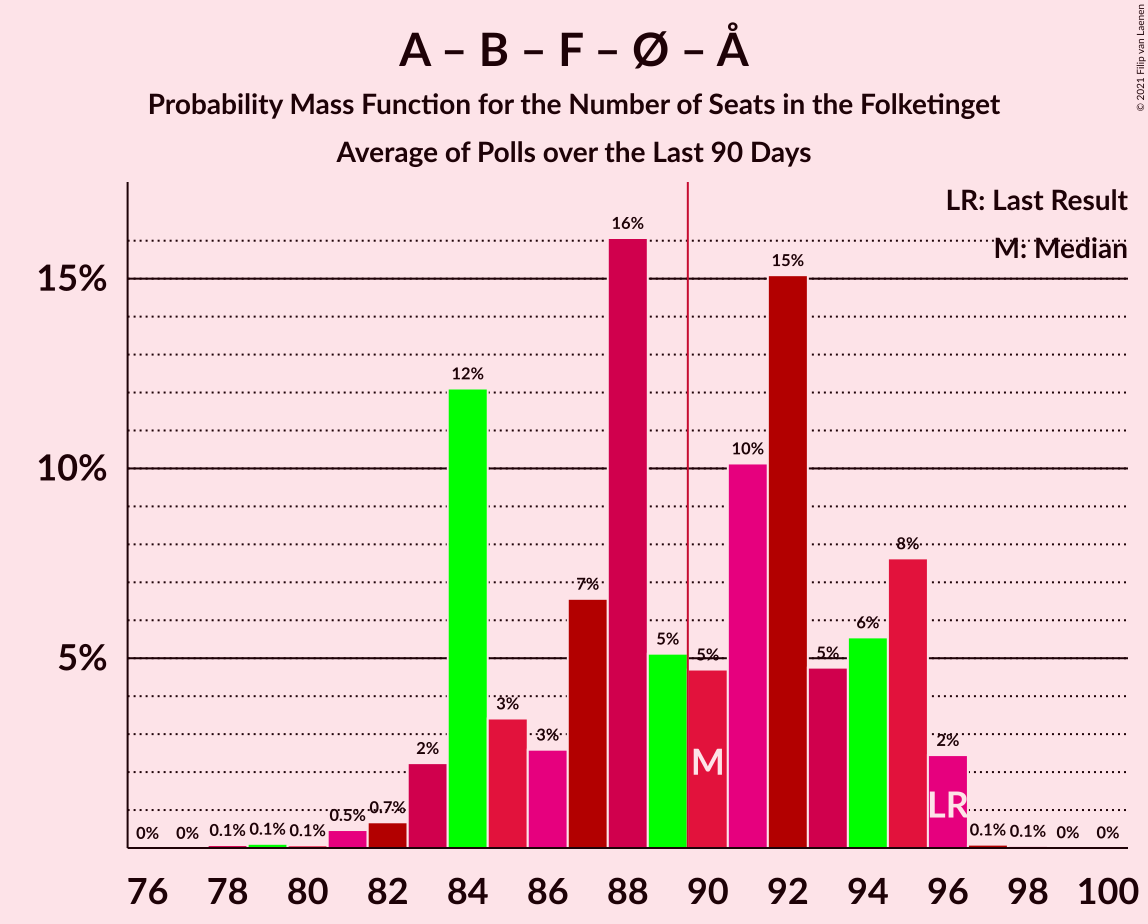 A – B – F – Ø – Å
Probability Mass Function for the Number of Seats in the Folketinget
Average of Polls over the Last 90 Days
© 2021 Filip van Laenen
LR: Last Result
M: Median
15%
10%
5%
0% 0% 0.1% 0.1% 0.1% 0.5% 0.7% 2% 12% 3% 3% 7% 16% 5% 5% 10% 15% 5% 6% 8% 2% 0.1% 0.1% 0% 0%
M
LR
76 78 80 82 84 86 88 90 92 94 96 98 100